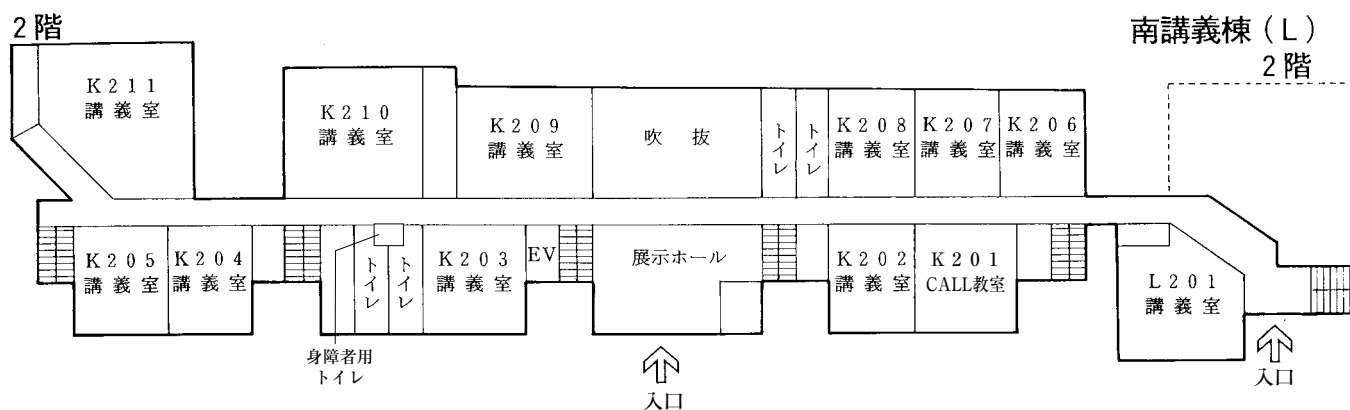 2階
南講義棟(L)
2階
K211
講義室
K210
講義室
K209
講義室
吹抜
トイレ
トイレ
K208
講義室
K207
講義室
K206
講義室
K205
講義室
K204
講義室
トイレ
トイレ
K203
講義室
EV
展示ホール
K202
講義室
K201
CALL教室
L201
講義室
身障者用
トイレ
入口
入口